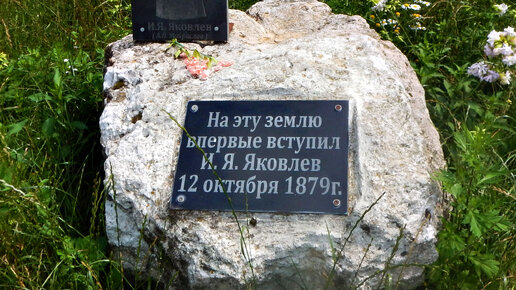 И.Я. Яковлев
На эту землю
впервые вступил
И. Я. Яковлев
12 октября 1879г.